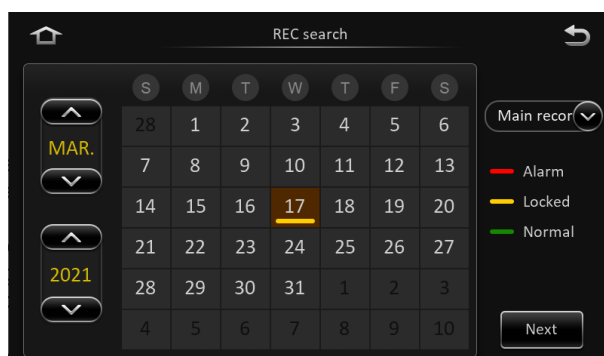 REC search
S M T W T F S
28 1 2 3 4 5 6
7 8 9 10 11 12 13
14 15 16 17 18 19 20
21 22 23 24 25 26 27
28 29 30 31 1 2 3
4 5 6 7 8 9 10
MAR.
2021
Main recor
Alarm
Locked
Normal
Next